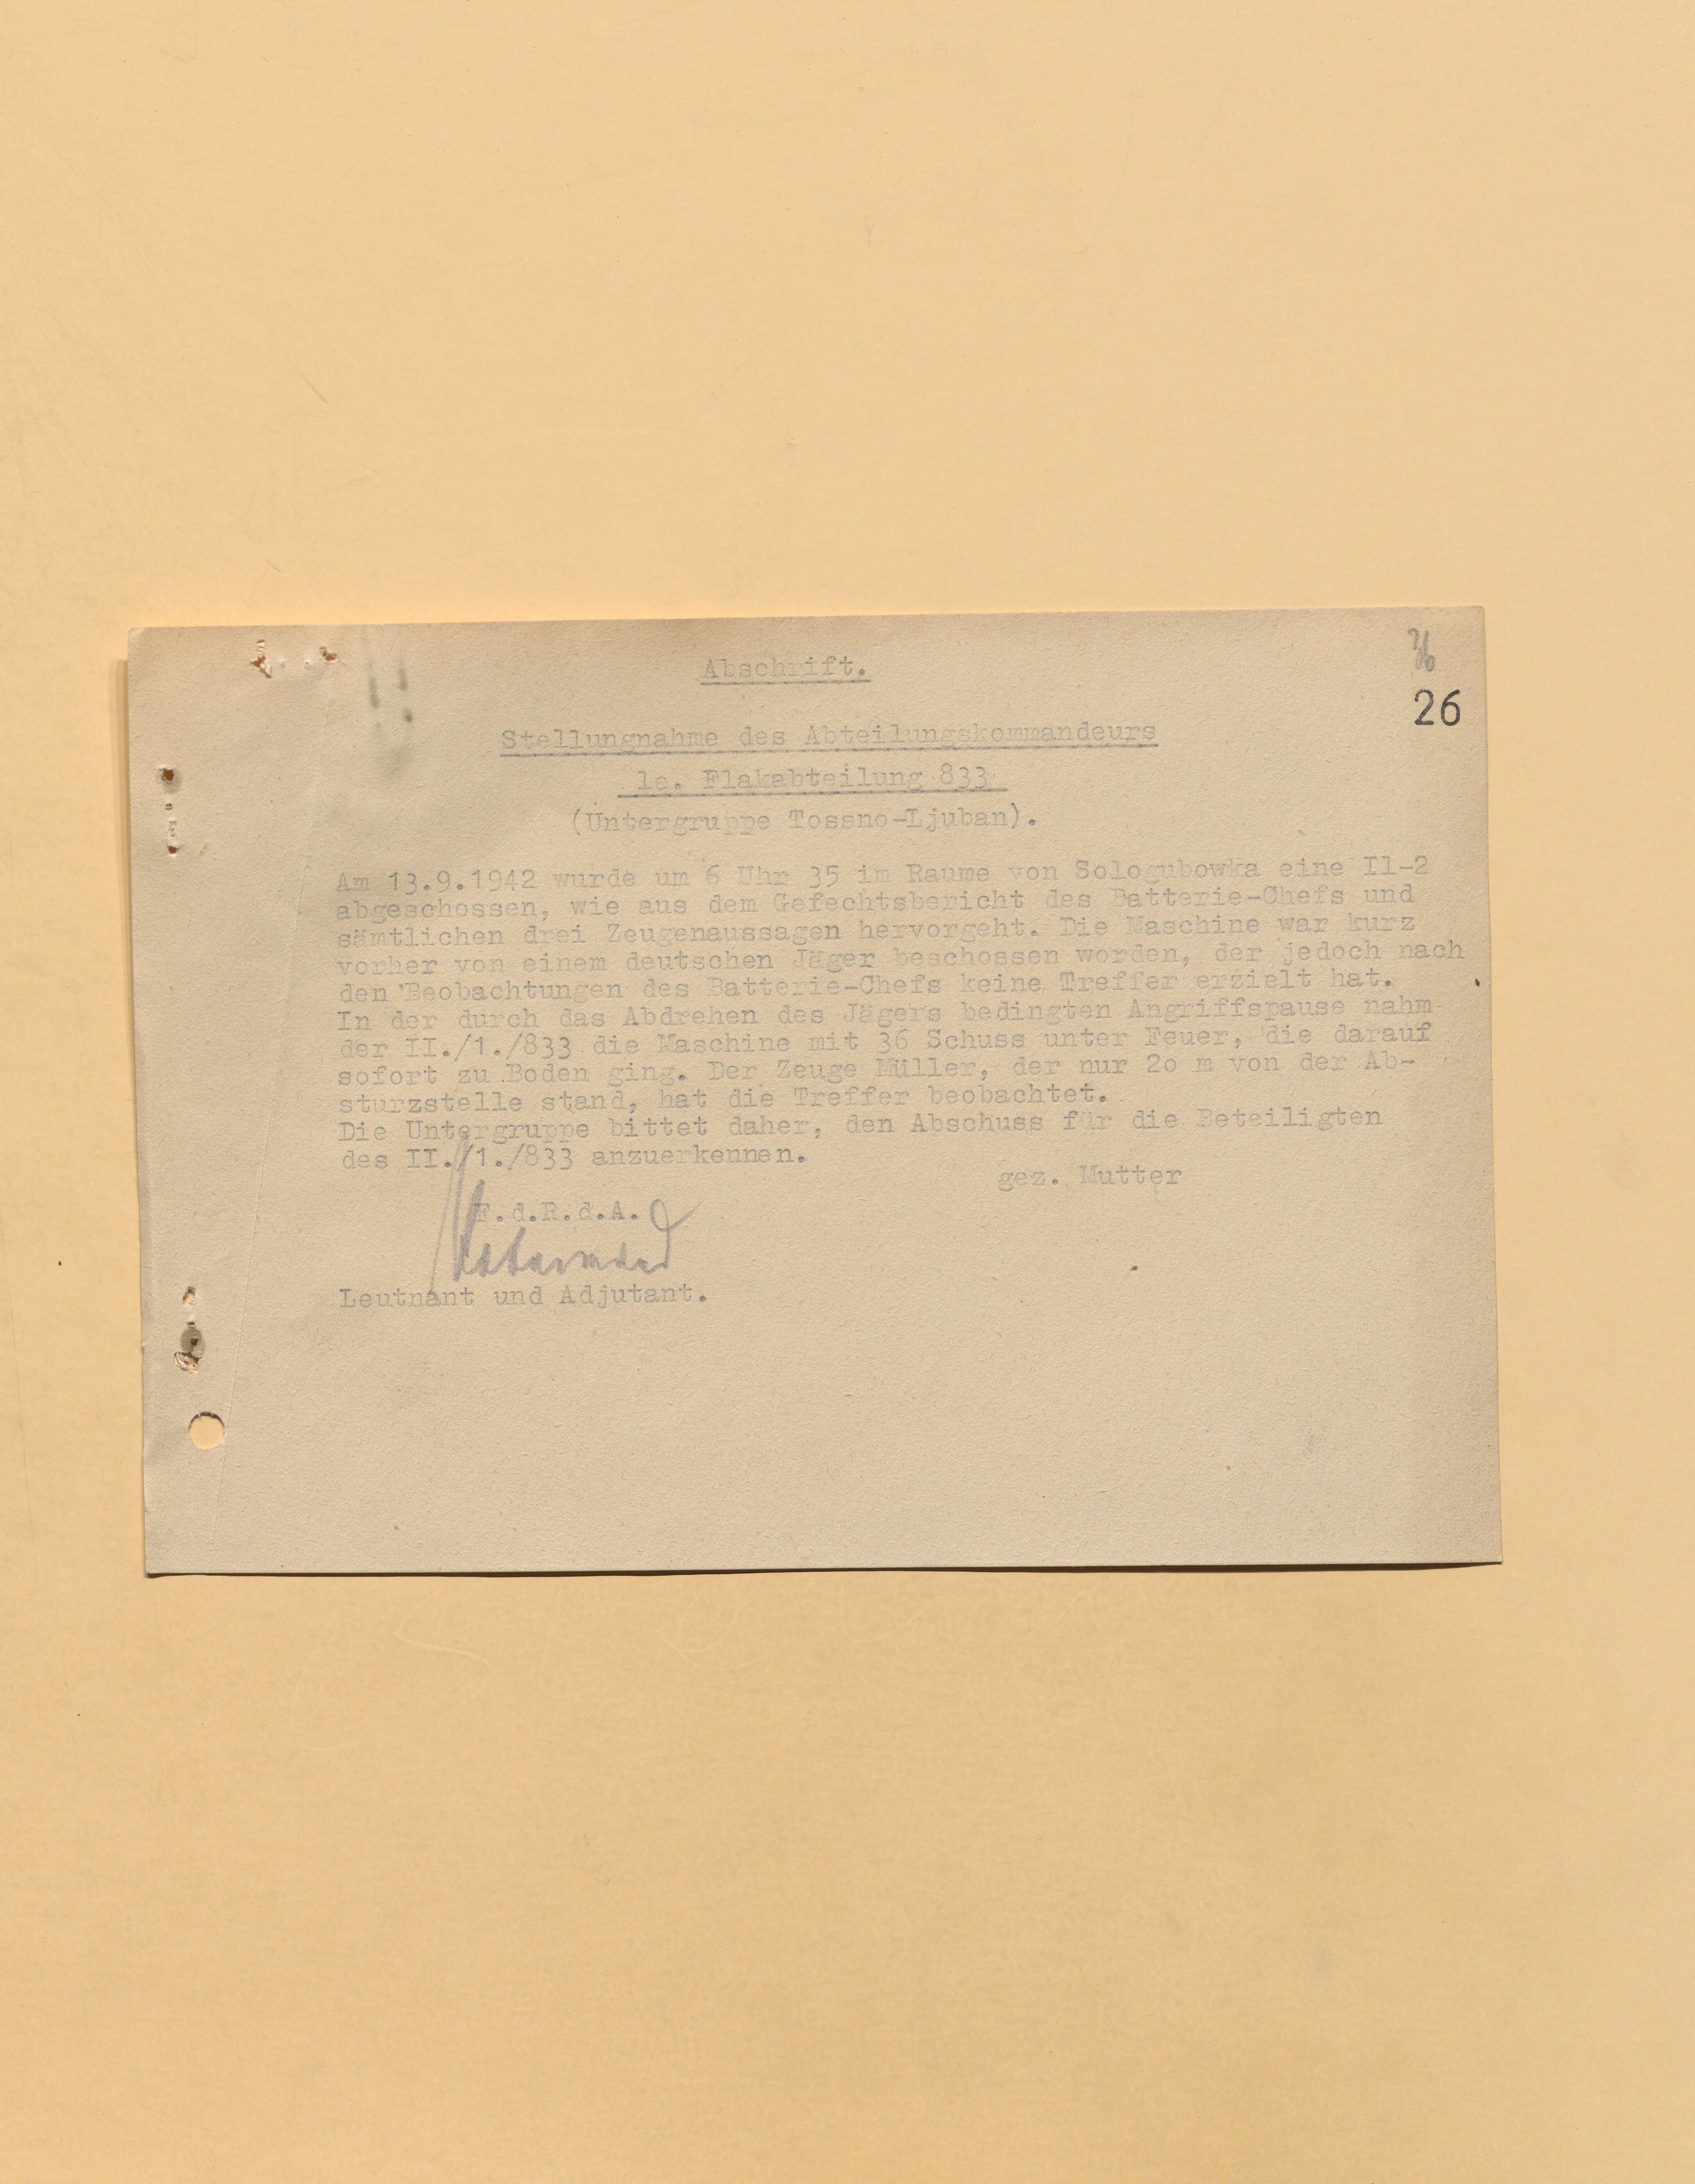 Abschrift.
26
Stellungnahme des Abteilungskommandeurs
le. Flakabteilung 833
(Untergruppe Tossno-Ljuban).
Am 13.9.1942 wurde um 6 Uhr 35 im Raume von Sologubowka eine Il-2
abgeschossen, wie aus dem Gefechtsbericht des Batterie-Chefs und
sämtlichen drei Zeugenaussagen hervorgeht. Die Maschine war kurz
vorher von einem deutschen Jäger beschossen worden, der jedoch nach
den Beobachtungen des Batterie-Chefs keine Treffer erzielt hat.
In der durch das Abdrehen des Jägers bedingten Angriffspause nahm
der II./1./833 die Maschine mit 36 Schuss unter Feuer, die darauf
sofort zu Boden ging. Der Zeuge Müller, der nur 2o m von der Ab-
sturzstelle stand, hat die Treffer beobachtet.
Die Untergruppe bittet daher, den Abschuss für die Beteiligten
des II./1./833 anzuerkennen.
gez. Mutter
F.d.R.d.A.
Leutnant und Adjutant.